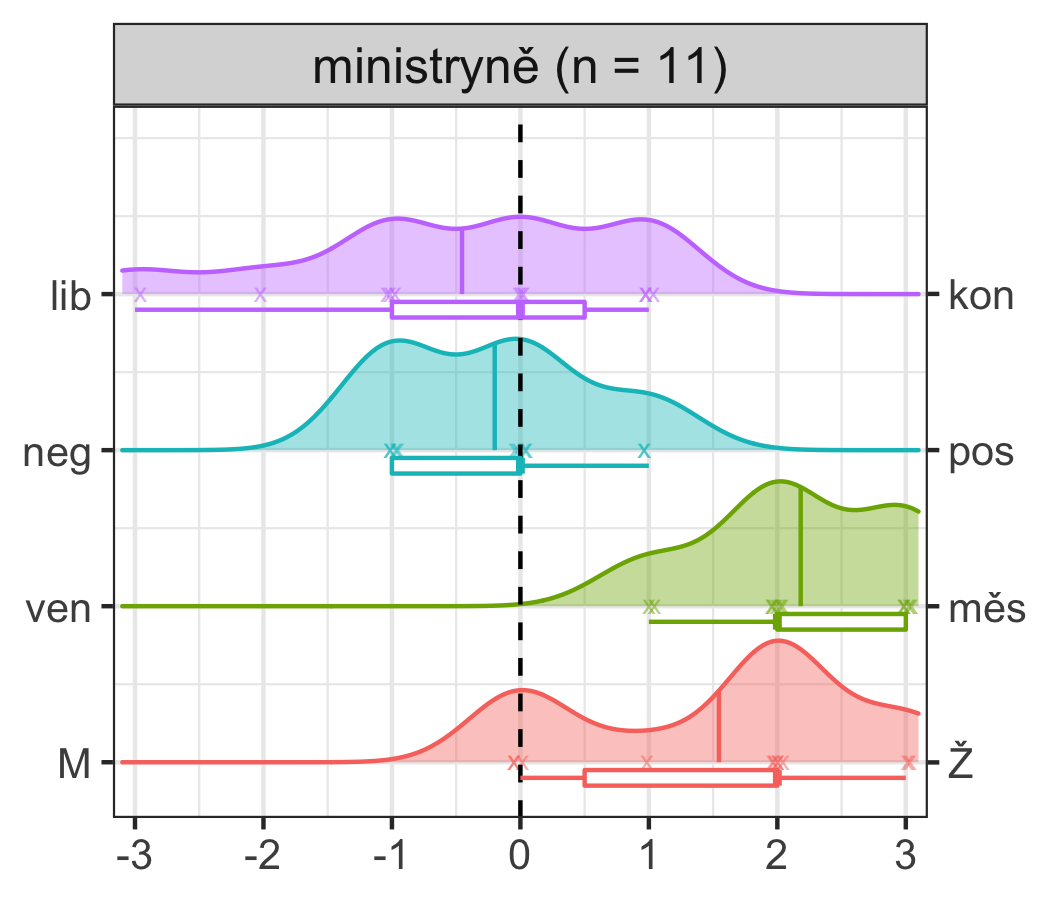 ministryně (n = 11)
lib kon
neg pos
ven měs
M Ž
-3 -2 -1 0 1 2 3